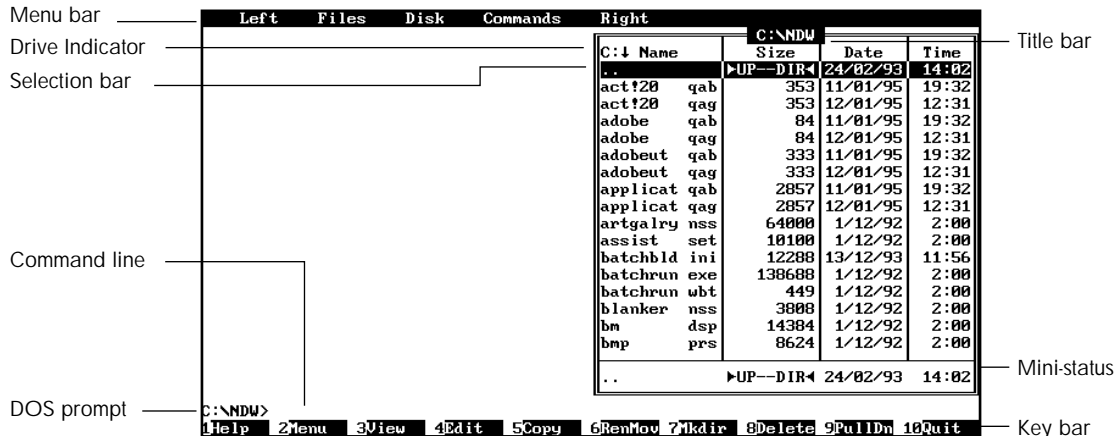 Menu bar
Left Files Disk Commands Right
C:\NDW
Title bar
Drive Indicator
C:↓ Name Size Date Time
Selection bar
.. ►UP--DIR◄ 24/02/93 14:02
act!20 qab 353 11/01/95 19:32
act!20 qag 353 12/01/95 12:31
adobe qab 84 11/01/95 19:32
adobe qag 84 12/01/95 12:31
adobeut qab 333 11/01/95 19:32
adobeut qag 333 12/01/95 12:31
applicat qab 2857 11/01/95 19:32
applicat qag 2857 12/01/95 12:31
artgalry nss 64000 1/12/92 2:00
assist set 10100 1/12/92 2:00
Command line
batchbld ini 12288 13/12/93 11:56
batchrun exe 138688 1/12/92 2:00
batchrun wbt 449 1/12/92 2:00
blanker nss 3808 1/12/92 2:00
bm dsp 14384 1/12/92 2:00
bmp prs 8624 1/12/92 2:00
Mini-status
.. ►UP--DIR◄ 24/02/93 14:02
DOS prompt
C:\NDW>
1Help 2Menu 3View 4Edit 5Copy 6RenMov 7Mkdir 8Delete 9PullDn 10Quit
Key bar